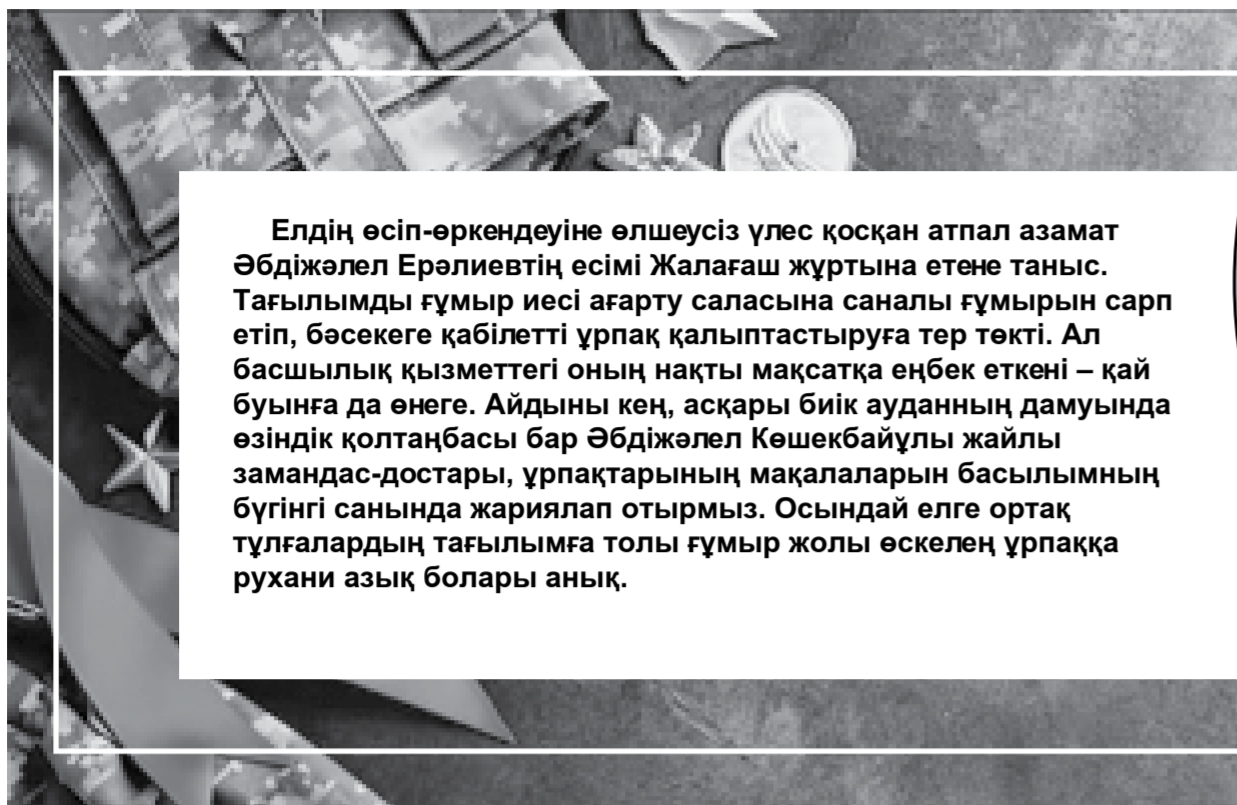 Елдің өсіп-өркендеуіне өлшеусіз үлес қосқан атпал азамат
Әбдіжәлел Ерәлиевтің есімі Жалағаш жұртына етене таныс.
Тағылымды ғұмыр иесі ағарту саласына саналы ғұмырын сарп
етіп, бәсекеге қабілетті ұрпақ қалыптастыруға тер төкті. Ал
басшылық қызметтегі оның нақты мақсатқа еңбек еткені – қай
буынға да өнеге. Айдыны кең, асқары биік ауданның дамуында
өзіндік қолтаңбасы бар Әбдіжәлел Көшекбайұлы жайлы
замандас-достары, ұрпақтарының мақалаларын басылымның
бүгінгі санында жариялап отырмыз. Осындай елге ортақ
тұлғалардың тағылымға толы ғұмыр жолы өскелең ұрпаққа
рухани азық болары анық.